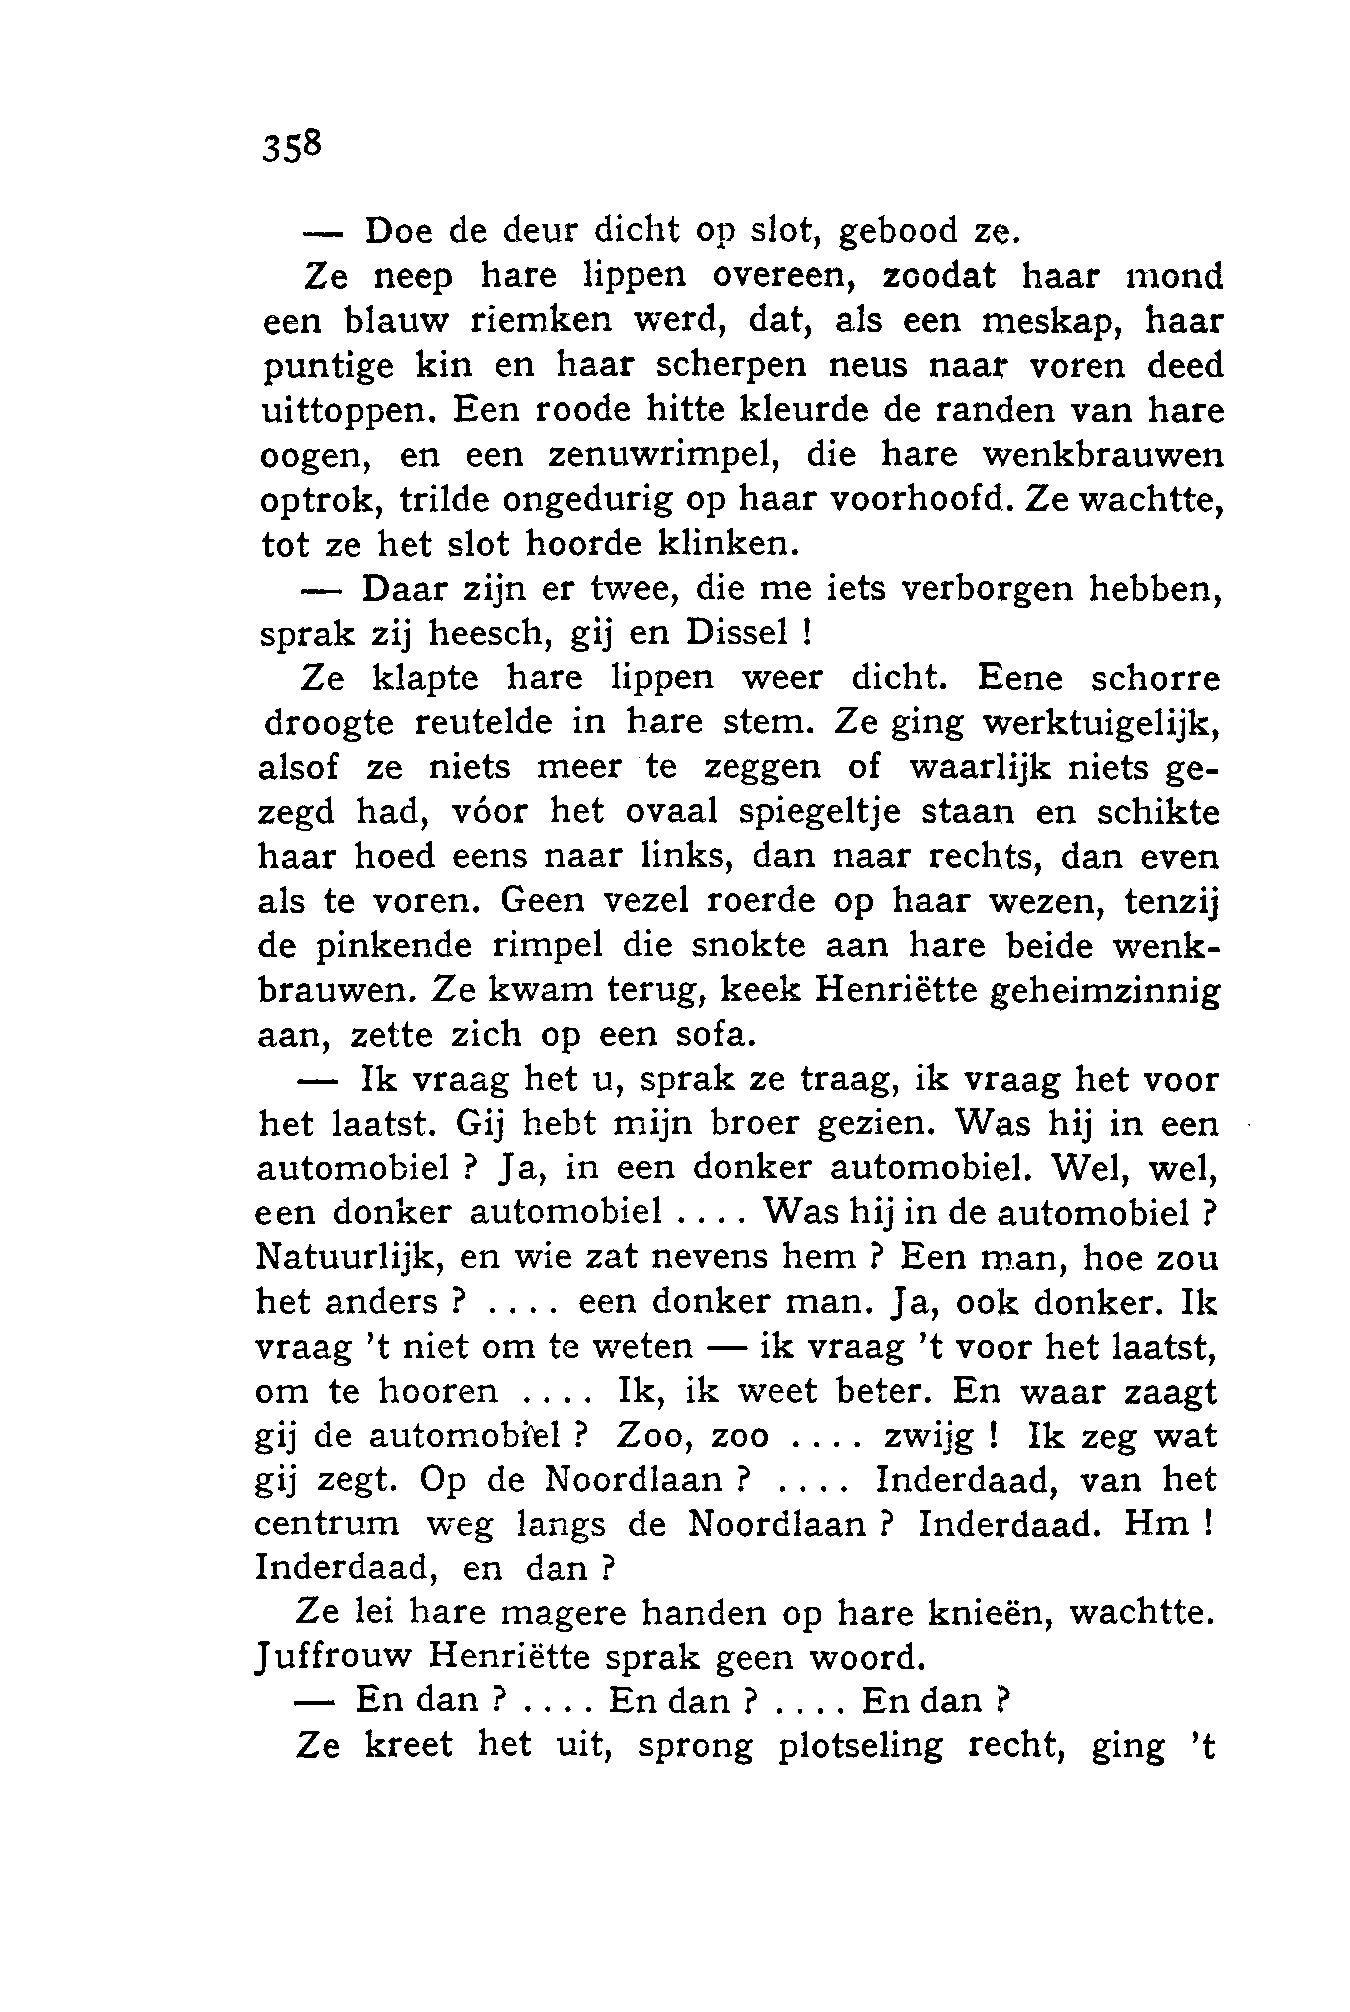 358
— Doe de deur dicht op slot, gebood ze.
Ze neep hare lippen overeen, zoodat haar mond
een blauw riemken werd, dat, als een meskap, haar
puntige kin en haar scherpen neus naar voren deed
uittoppen. Een roode hitte kleurde de randen van hare
oogen, en een zenuwrimpel, die hare wenkbrauwen
optrok, trilde ongedurig op haar voorhoofd. Ze wachtte,
tot ze het slot hoorde klinken.
— Daar zijn er twee, die me iets verborgen hebben,
sprak zij heesch, gij en Dissel !
Ze klapte hare lippen weer dicht. Eene schorre
droogte reutelde in hare stem. Ze ging werktuigelijk,
alsof ze niets meer te zeggen of waarlijk niets ge-
zegd had, vóor het ovaal spiegeltje staan en schikte
haar hoed eens naar links, dan naar rechts, dan even
als te voren. Geen vezel roerde op haar wezen, tenzij
de pinkende rimpel die snokte aan hare beide wenk-
brauwen. Ze kwam terug, keek Henriëtte geheimzinnig
aan, zette zich op een sofa.
— Ik vraag het u, sprak ze traag, ik vraag het voor
het laatst. Gij hebt mijn broer gezien. Was hij in een
automobiel ? Ja, in een donker automobiel. Wel, wel,
een donker automobiel .... Was hij in de automobiel ?
Natuurlijk, en wie zat nevens hem ? Een man, hoe zou
het anders ? .... een donker man. Ja, ook donker. Ik
vraag 't niet om te weten — ik vraag 't voor het laatst,
om te hooren .... Ik, ik weet beter. En waar zaagt
gij de automobiel ? Zoo, zoo .... zwijg ! Ik zeg wat
gij zegt. Op de Noordlaan ? .... Inderdaad, van het
centrum weg langs de Noordlaan ? Inderdaad. Hm !
Inderdaad, en dan ?
Ze lei hare magere handen op hare knieën, wachtte.
Juffrouw Henriëtte sprak geen woord.
— En dan ? .... En dan ? .... En dan ?
Ze kreet het uit, sprong plotseling recht, ging 't